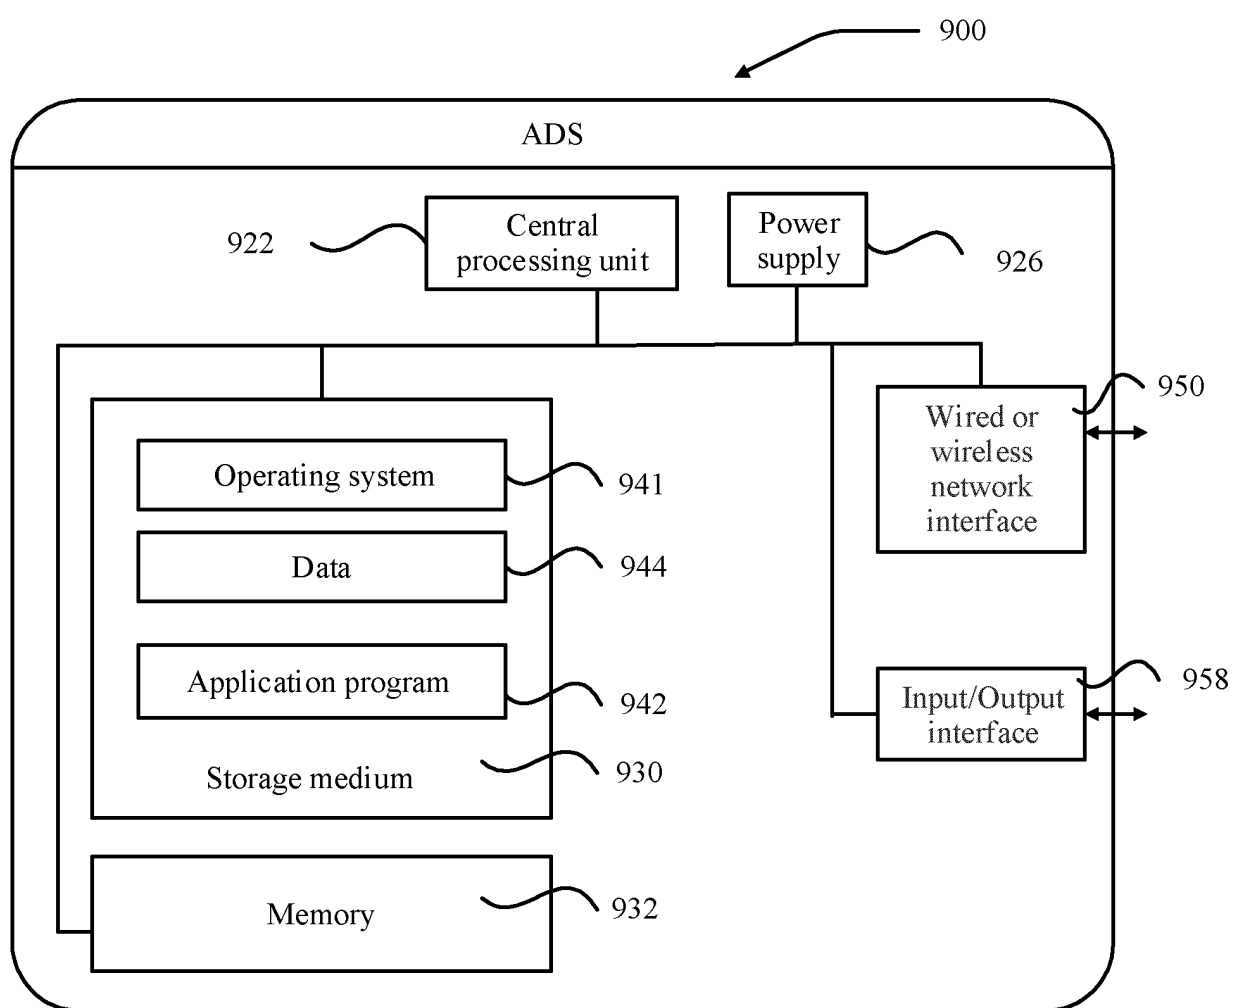 900
ADS
922
Central
processing unit
Power
supply
926
950
Wired or
wireless
network
interface
Operating system
941
Data
944
Application program
942
958
Input/Output
interface
Storage medium
930
Memory
932